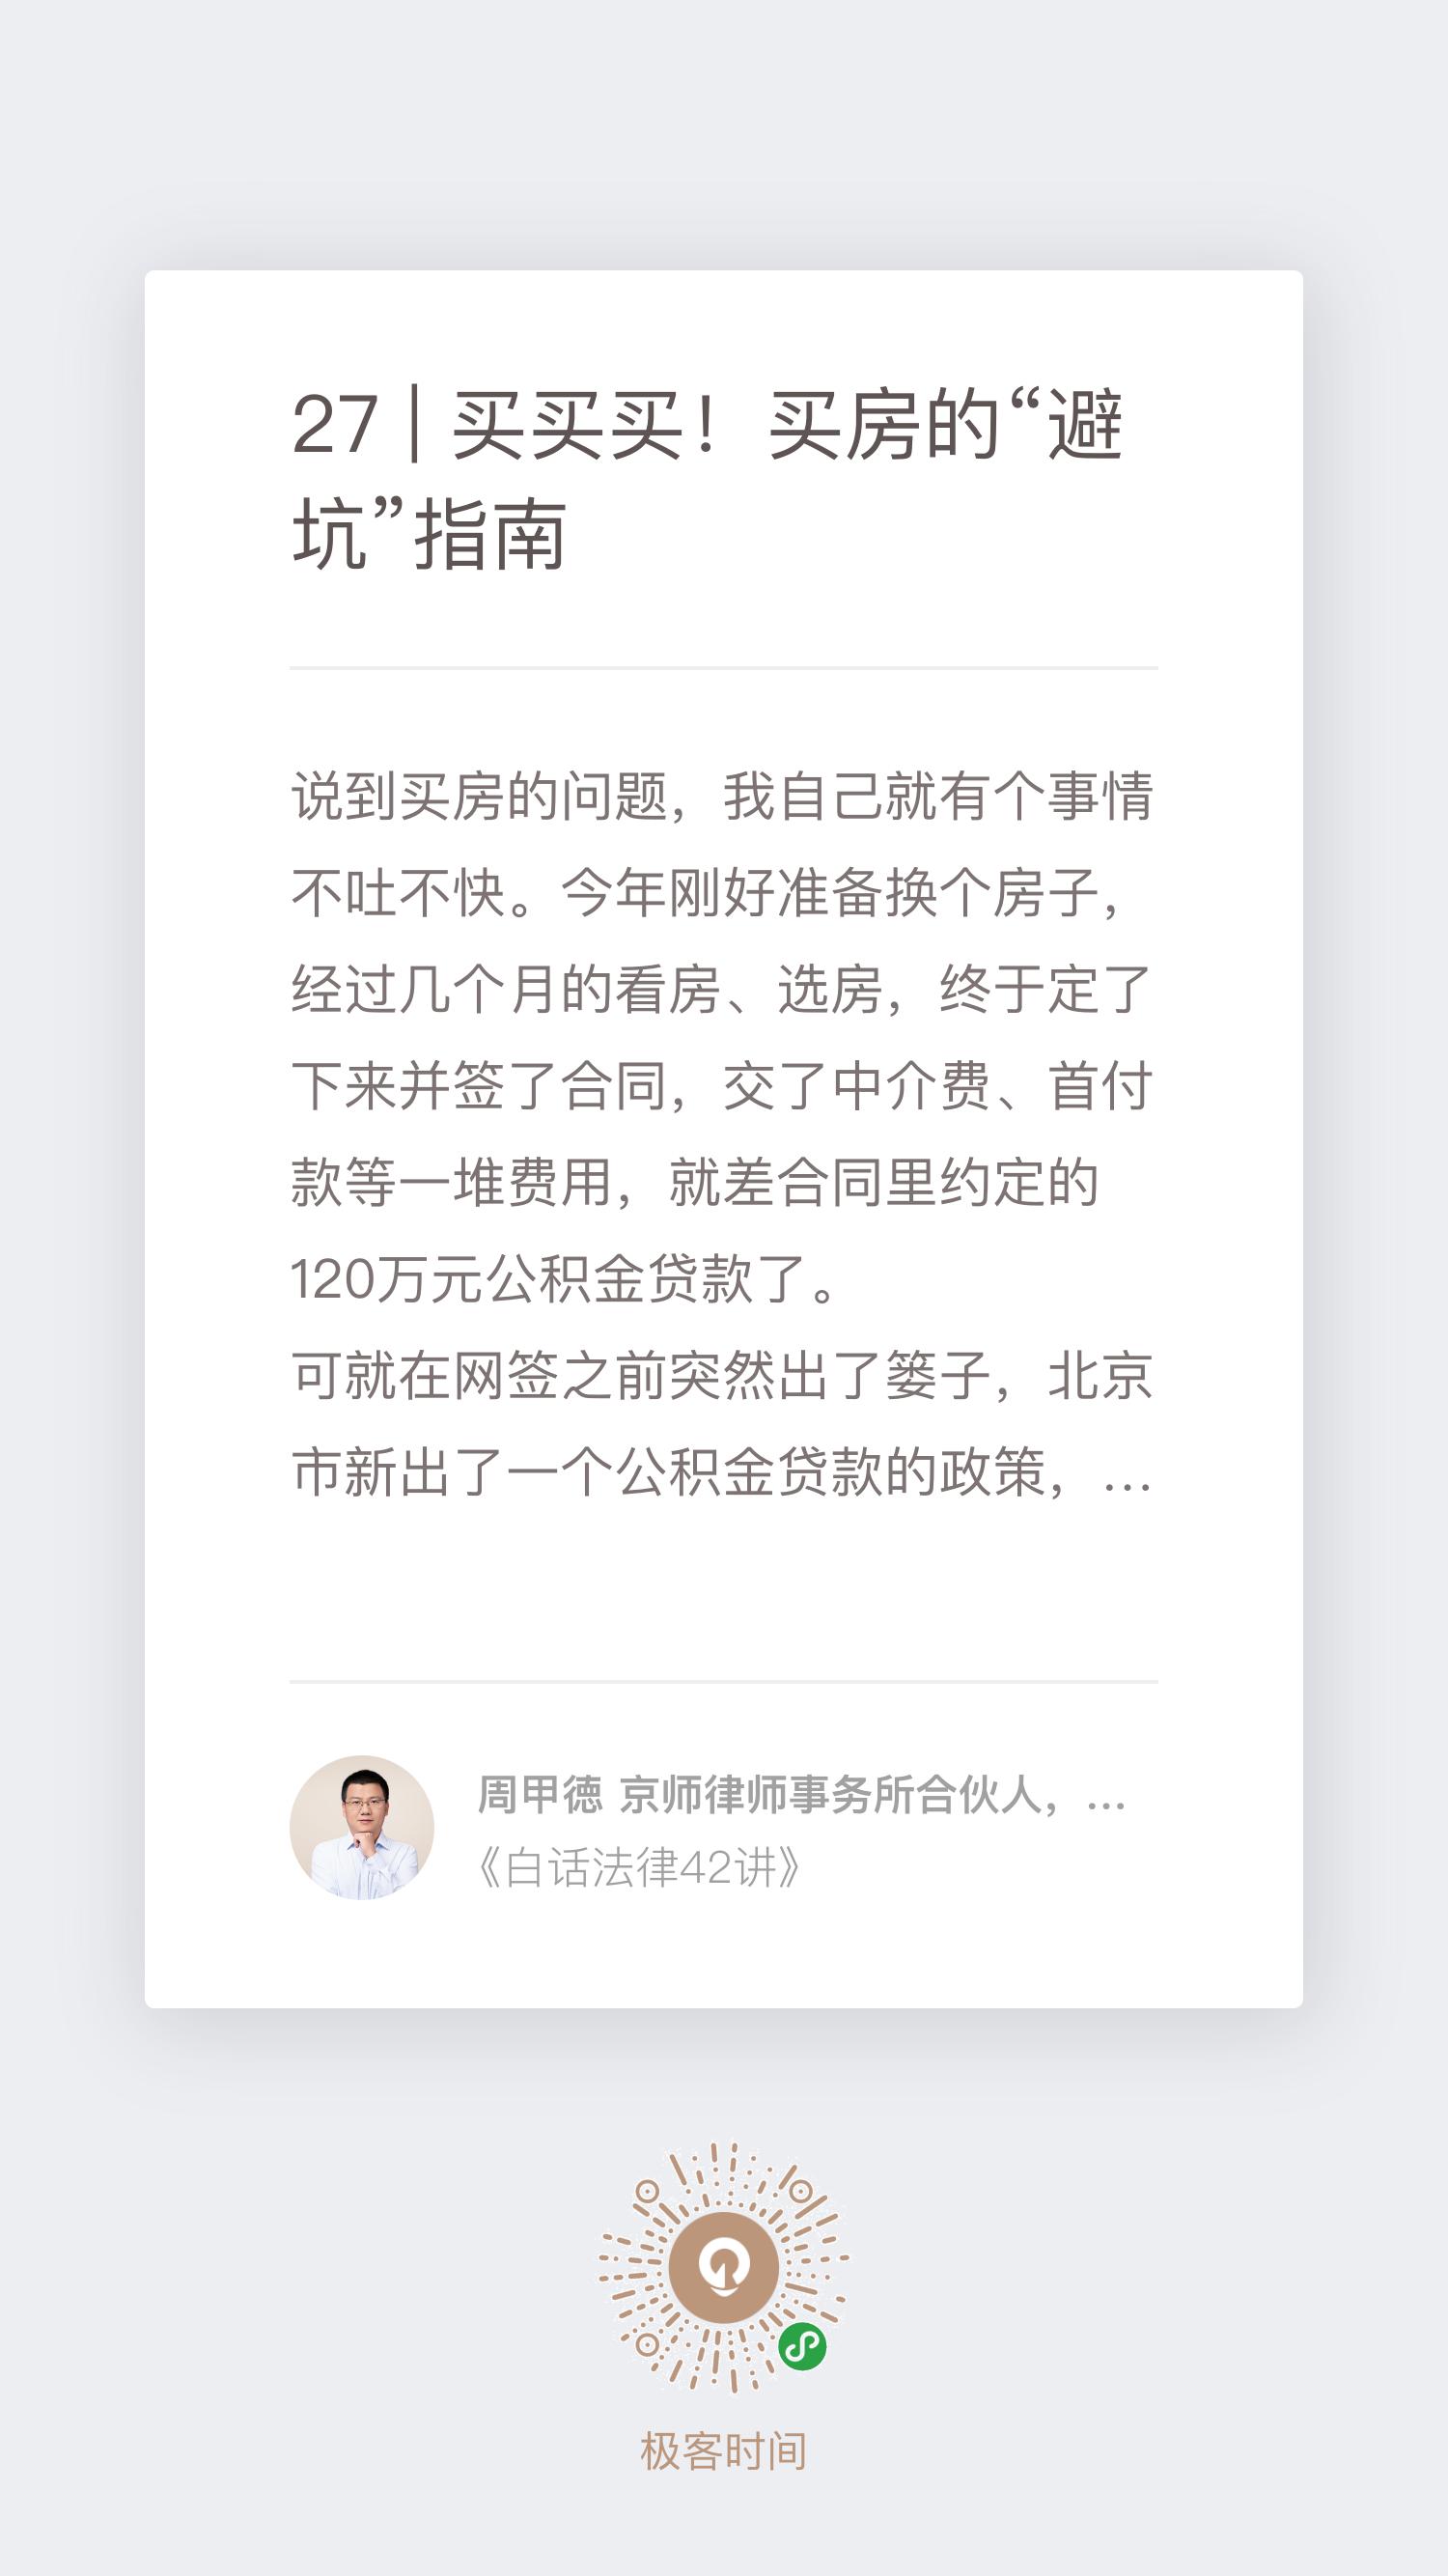 27 | 买买买！买房的“避
坑”指南
说到买房的问题，我自己就有个事情
不吐不快。今年刚好准备换个房子，
经过几个月的看房、选房，终于定了
下来并签了合同，交了中介费、首付
款等一堆费用，就差合同里约定的
120万元公积金贷款了。
可就在网签之前突然出了篓子，北京
市新出了一个公积金贷款的政策，…
周甲徳 京师律师事务所合伙人，…
《白话法律42讲》
极客时间